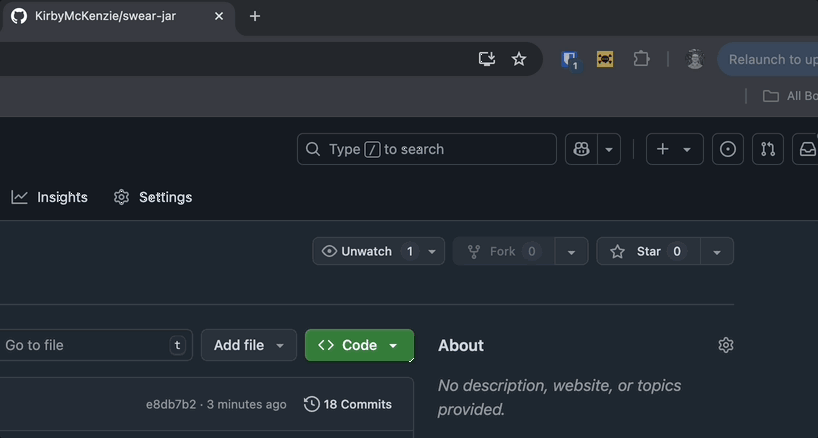 KirbyMcKenzie/swear-jar
1
Relaunch to up
All Bo
Type / to search
Insights Settings
Unwatch 1 Fork 0 Star 0
Go to file t Add file Code About
No description, website, or topics
provided.
e8db7b2 · 3 minutes ago 18 Commits